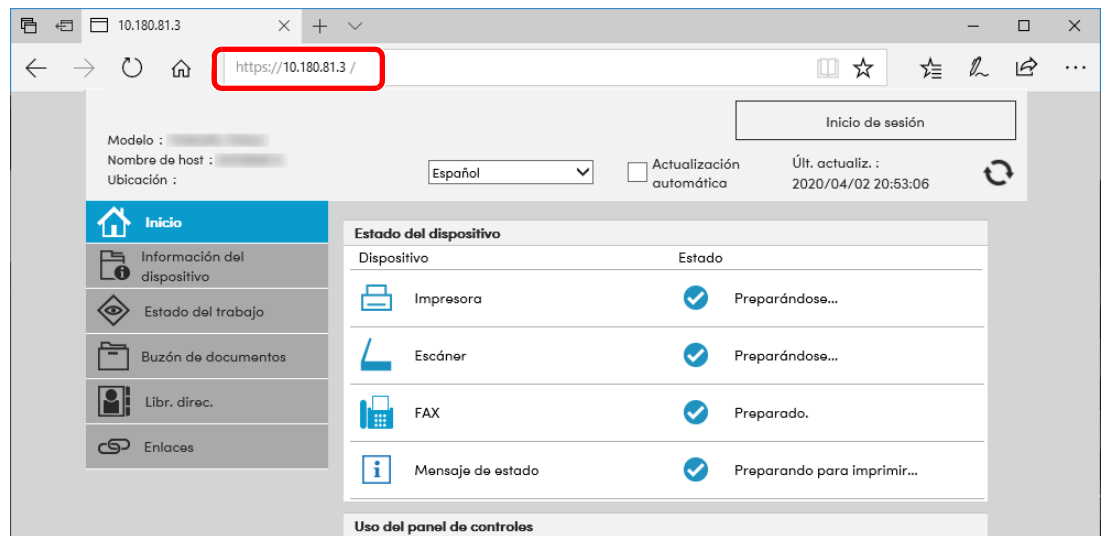 10.180.81.3
https://10.180.81.3 /
Inicio de sesión
Modelo :
Nombre de host :
Ubicación :
Español
Actualización
automática
Últ. actualiz. :
2020/04/02 20:53:06
Inicio
Información del
dispositivo
Estado del trabajo
Buzón de documentos
Libr. direc.
Enlaces
Estado del dispositivo
Dispositivo Estado
Impresora Preparándose...
Escáner Preparándose...
FAX Preparado.
Mensaje de estado Preparando para imprimir...
Uso del panel de controles